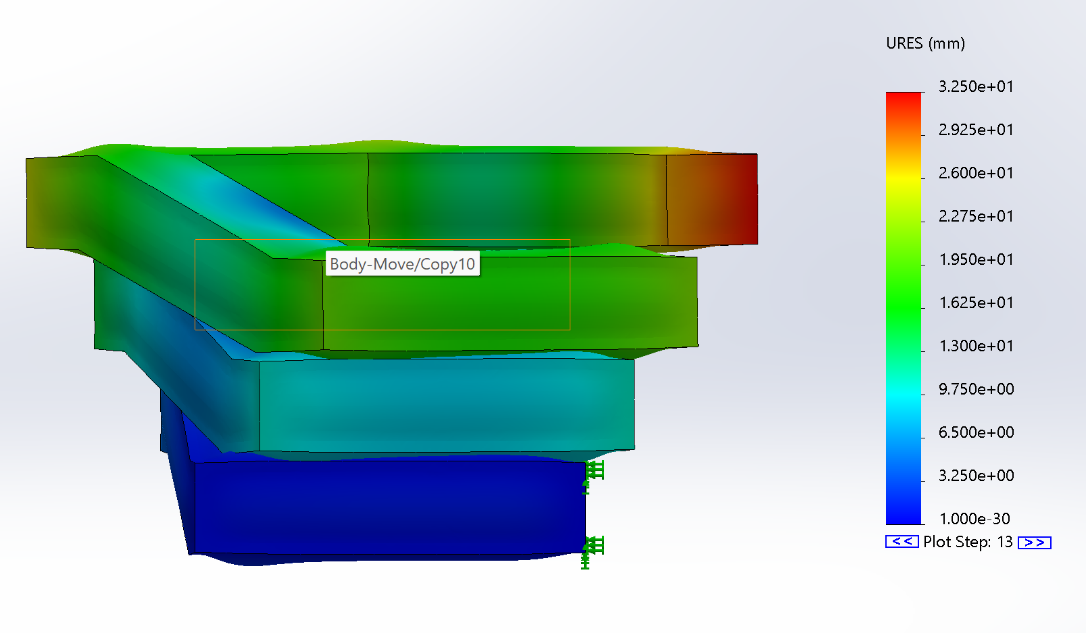 URES (mm)
3.250e+01
2.925e+01
2.600e+01
2.275e+01
1.950e+01
1.625e+01
1.300e+01
9.750e+00
6.500e+00
3.250e+00
1.000e-30
<< Plot Step: 13 >>
Body-Move/Copy10